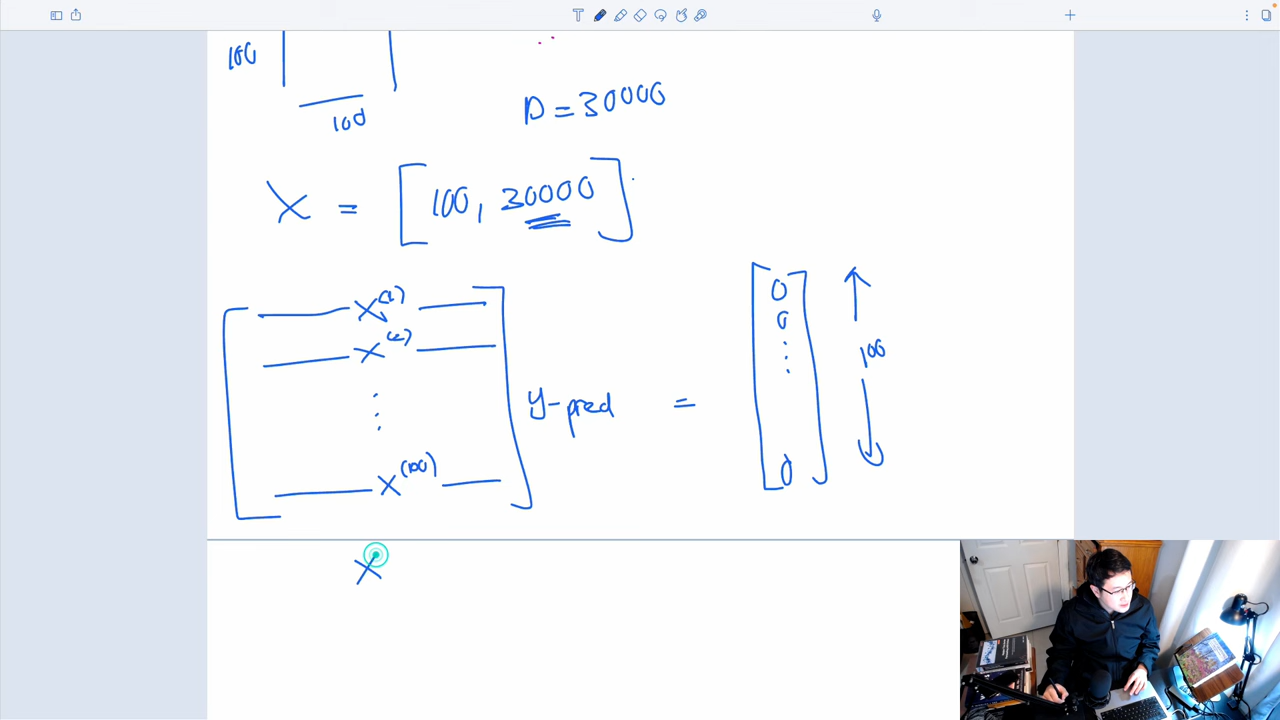 100
100
D = 30000
X = [100, 30000]
X^(1)
X^(2)
⋮
y-pred = [0 0 ⋮ 0] 100
X^(100)
X